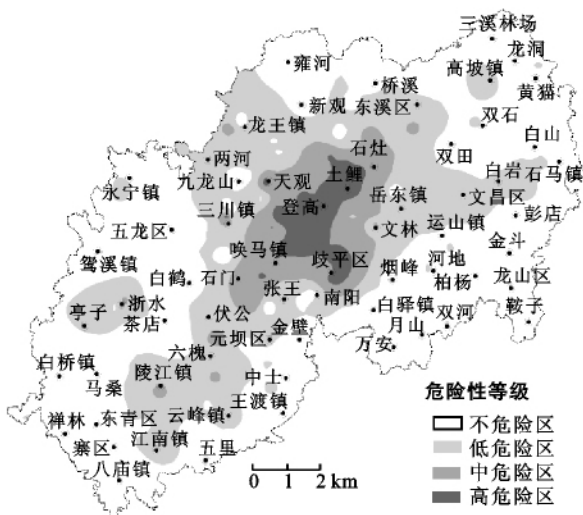 三溪林场
龙洞
雍河
高坡镇
桥溪
黄猫
新观 东溪区
双石
龙王镇
白山
石灶
双田
两河
土鲤
白岩 石马镇
九龙山
天观
岳东镇
永宁镇
文昌区
登高
三川镇
彭店
五龙区
文林 运山镇
唤马镇
金斗
鸳溪镇
歧平区
河地
白鹤 石门
烟峰
柏杨
龙山区
张王
亭子 浙水
南阳
茶店
伏公
白驿镇 双河
鞍子
金壁
月山
元坝区
万安
六槐
白桥镇
陵江镇
中士
马桑
王渡镇
禅林 东青区 云峰镇
江南镇
寨区
五里
八庙镇
危险性等级
不危险区
低危险区
中危险区
高危险区
0 1 2 km